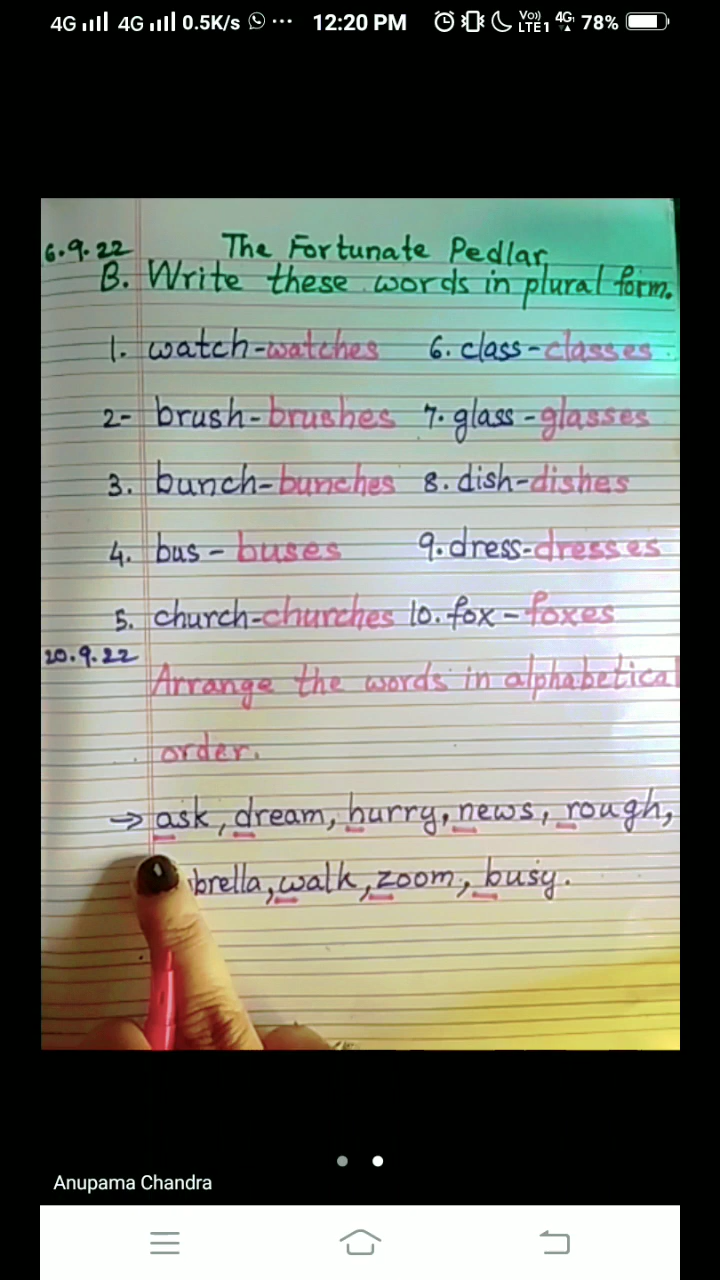 4G 4G 0.5K/s ... 12:20 PM Vo) LTE1 4G 78%
6.9.22 The Fortunate Pedlar
B. Write these words in plural form.
1. watch-watches 6. class-classes
2- brush-brushes 7. glass-glasses
3. bunch-bunches 8. dish-dishes
4. bus-buses 9. dress-dresses
5. church-churches 10. fox-foxes
20.9.22
Arrange the words in alphabetical
order.
→ ask, dream, hurry, news, rough,
brella, walk, zoom, busy.
Anupama Chandra